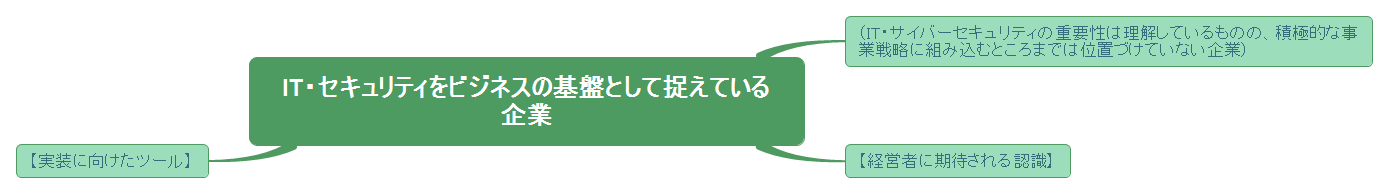 (IT・サイバーセキュリティの重要性は理解しているものの、積極的な事
業戦略に組み込むところまでは位置づけていない企業)
IT・セキュリティをビジネスの基盤として捉えている
企業
【実装に向けたツール】
【経営者に期待される認識】